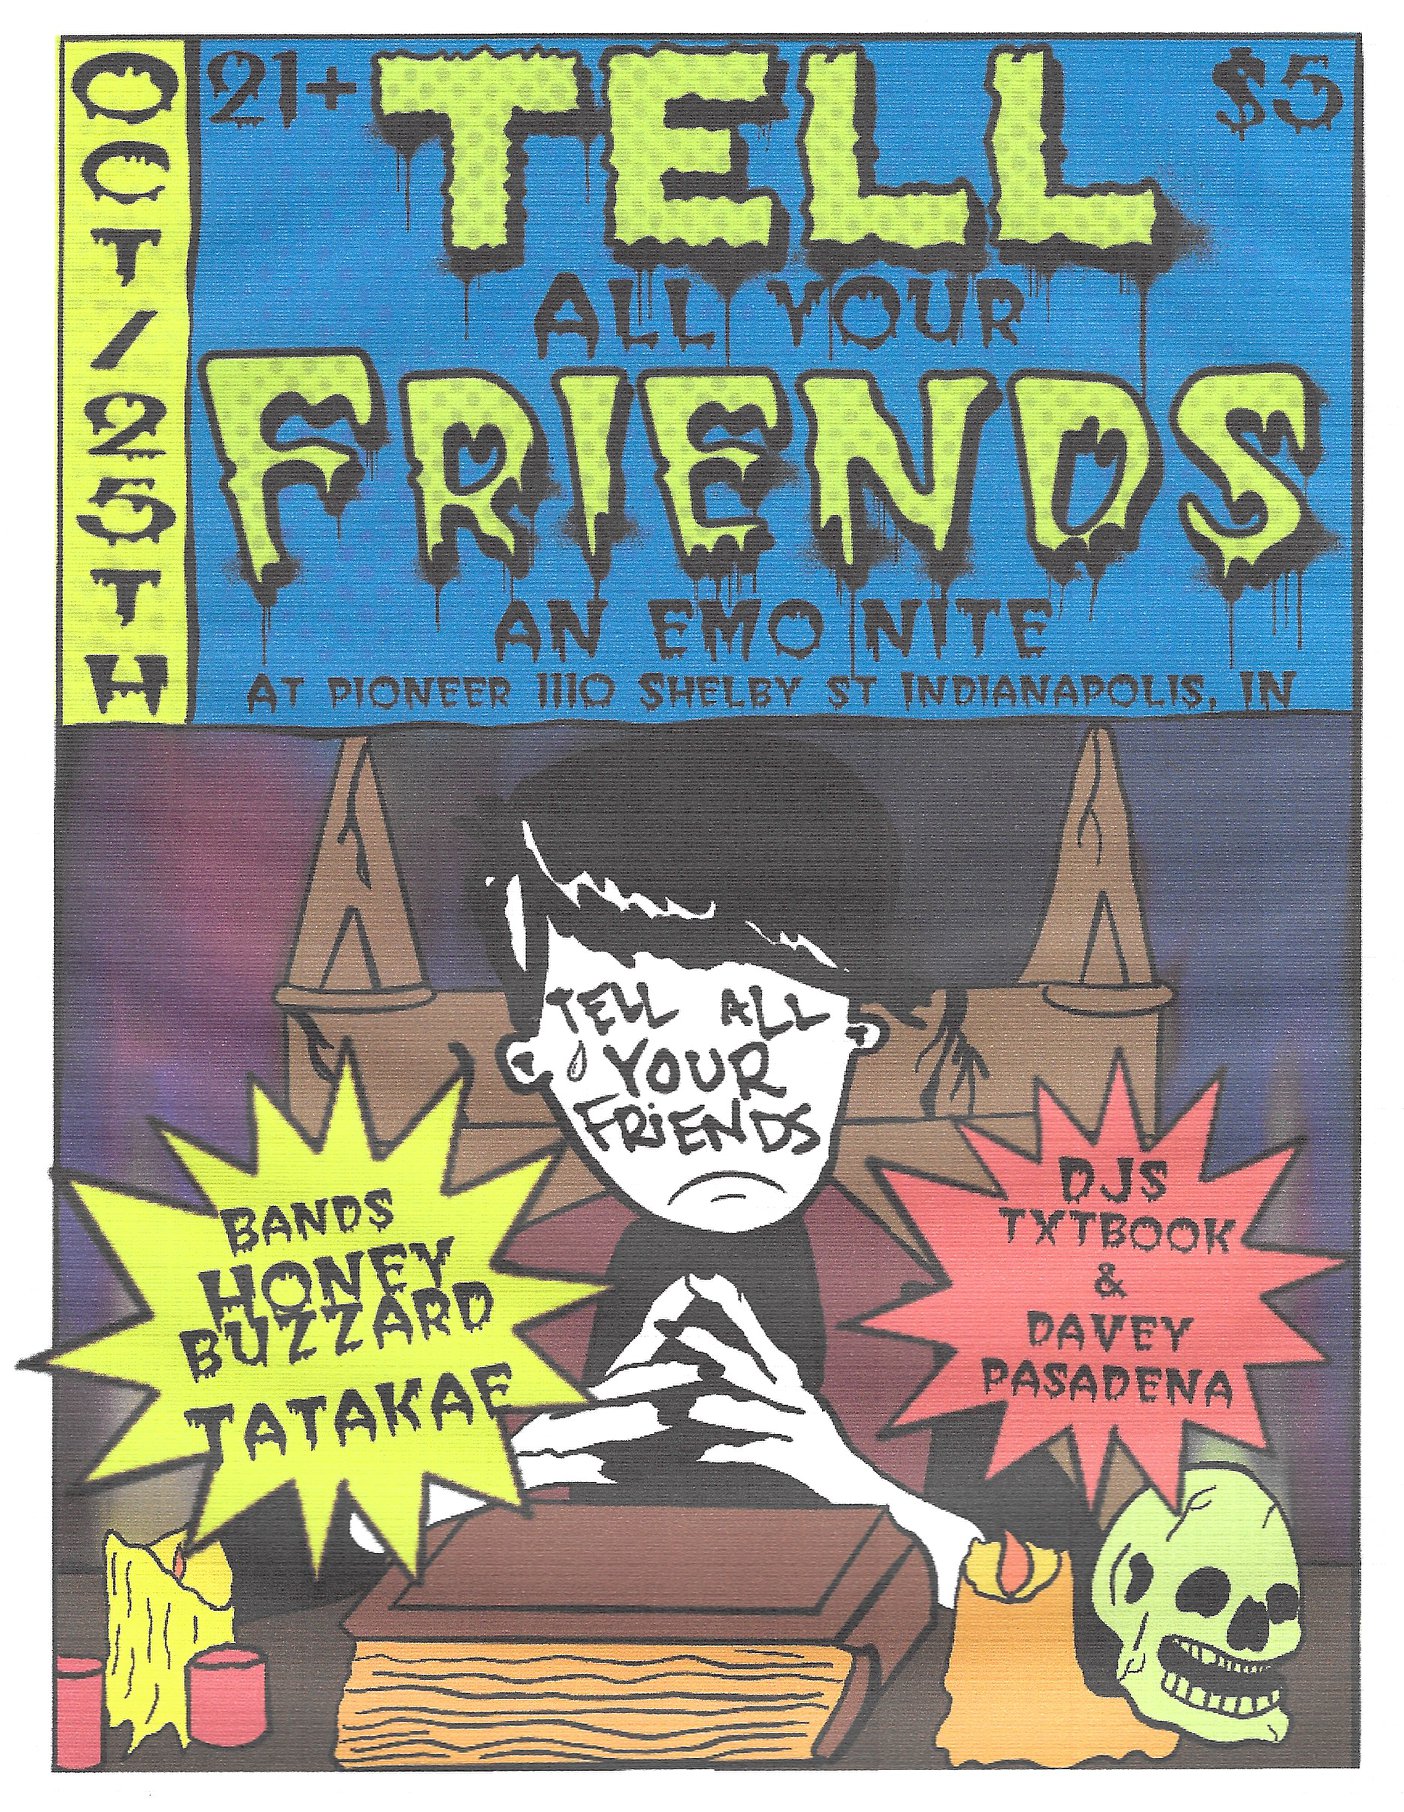 OCT/25TH
21+
$5
TELL
ALL YOUR
FRIENDS
AN EMO NITE
AT PIONEER 1110 SHELBY ST INDIANAPOLIS, IN
TELL ALL
YOUR
FRiENDS
BANDS
HONEY
BUZZARD
TATAKAE
DJS
TXTBOOK
&
DAVEY
PASADENA